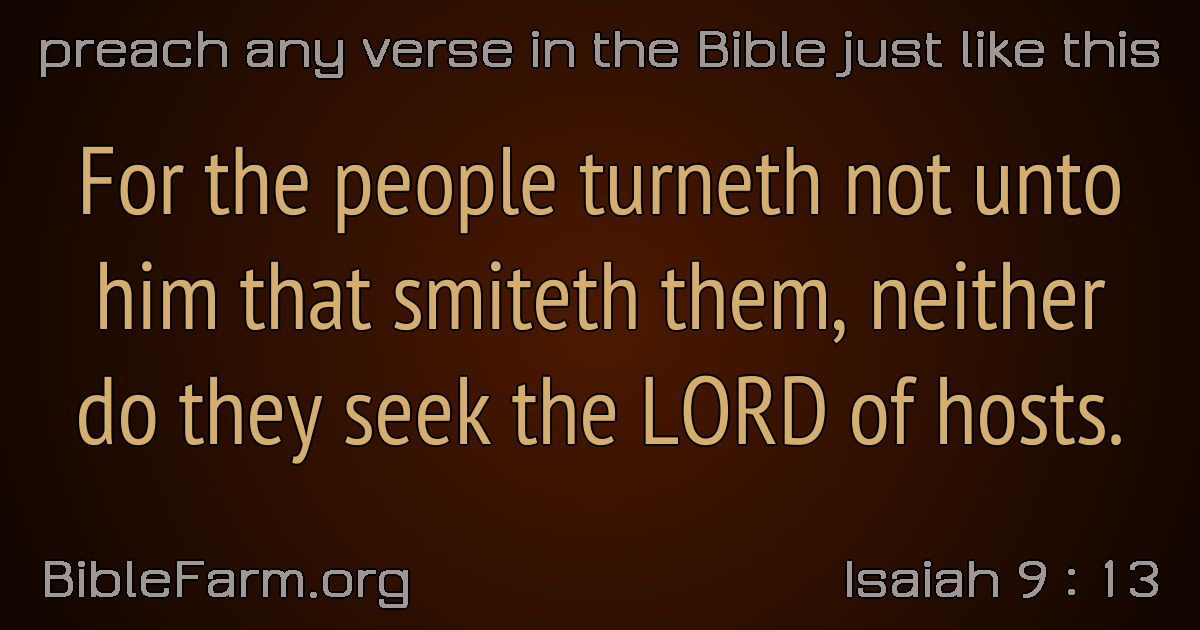 preach any verse in the Bible just like this
For the people turneth not unto
him that smiteth them, neither
do they seek the LORD of hosts.
BibleFarm.org
Isaiah 9 : 13